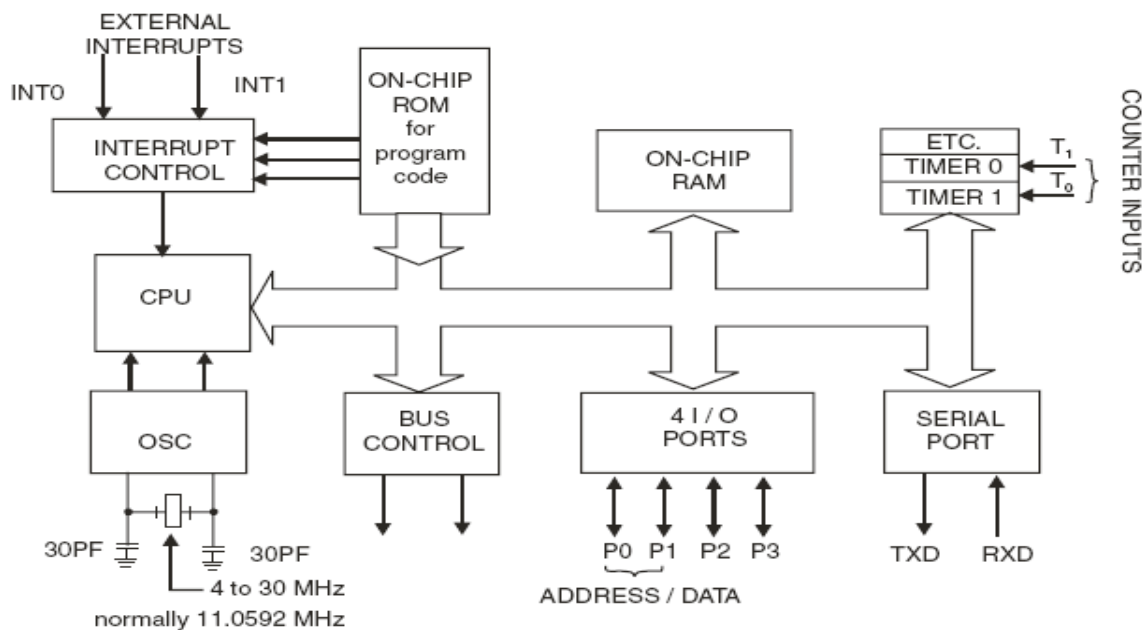 EXTERNAL
INTERRUPTS
INT0
INT1
INTERRUPT
CONTROL
ON-CHIP
ROM
for
program
code
ON-CHIP
RAM
ETC.
TIMER 0
TIMER 1
T1
T0
COUNTER INPUTS
CPU
OSC
BUS
CONTROL
4 I / O
PORTS
SERIAL
PORT
30PF
30PF
4 to 30 MHz
normally 11.0592 MHz
P0 P1 P2 P3
ADDRESS / DATA
TXD
RXD